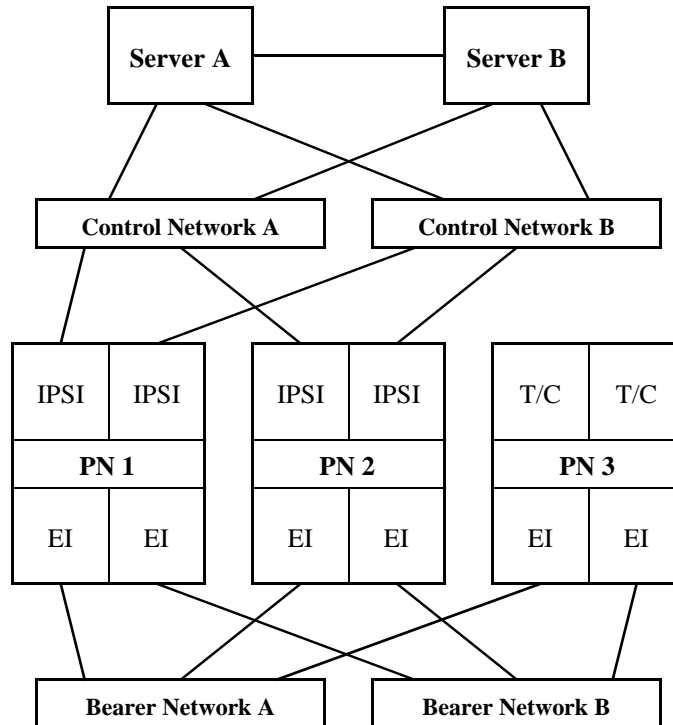 Server A Server B
Control Network A Control Network B
IPSI IPSI IPSI IPSI T/C T/C
PN 1 PN 2 PN 3
EI EI EI EI EI EI
Bearer Network A Bearer Network B